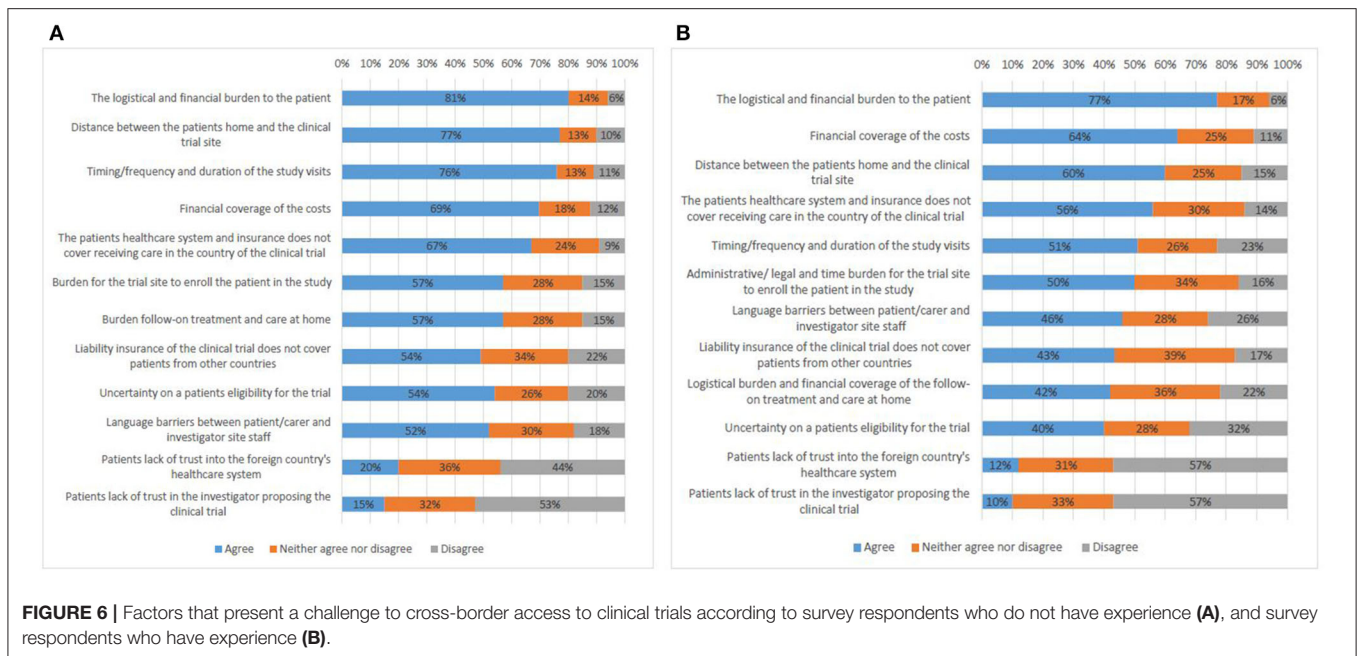 A
0% 10% 20% 30% 40% 50% 60% 70% 80% 90% 100%
The logistical and financial burden to the patient
81% 14% 6%
Distance between the patients home and the clinical
trial site
77% 13% 10%
Timing/frequency and duration of the study visits
76% 13% 11%
Financial coverage of the costs
69% 18% 12%
The patients healthcare system and insurance does not
cover receiving care in the country of the clinical trial
67% 24% 9%
Burden for the trial site to enroll the patient in the study
57% 28% 15%
Burden follow-on treatment and care at home
57% 28% 15%
Liability insurance of the clinical trial does not cover
patients from other countries
54% 34% 22%
Uncertainty on a patients eligibility for the trial
54% 26% 20%
Language barriers between patient/carer and
investigator site staff
52% 30% 18%
Patients lack of trust into the foreign country's
healthcare system
20% 36% 44%
Patients lack of trust in the investigator proposing the
clinical trial
15% 32% 53%
Agree Neither agree nor disagree Disagree
B
0% 10% 20% 30% 40% 50% 60% 70% 80% 90% 100%
The logistical and financial burden to the patient
77% 17% 6%
Financial coverage of the costs
64% 25% 11%
Distance between the patients home and the clinical
trial site
60% 25% 15%
The patients healthcare system and insurance does not
cover receiving care in the country of the clinical trial
56% 30% 14%
Timing/frequency and duration of the study visits
51% 26% 23%
Administrative/ legal and time burden for the trial site
to enroll the patient in the study
50% 34% 16%
Language barriers between patient/carer and
investigator site staff
46% 28% 26%
Liability insurance of the clinical trial does not cover
patients from other countries
43% 39% 17%
Logistical burden and financial coverage of the follow-
on treatment and care at home
42% 36% 22%
Uncertainty on a patients eligibility for the trial
40% 28% 32%
Patients lack of trust into the foreign country's
healthcare system
12% 31% 57%
Patients lack of trust in the investigator proposing the
clinical trial
10% 33% 57%
Agree Neither agree nor disagree Disagree
FIGURE 6 | Factors that present a challenge to cross-border access to clinical trials according to survey respondents who do not have experience (A), and survey
respondents who have experience (B).